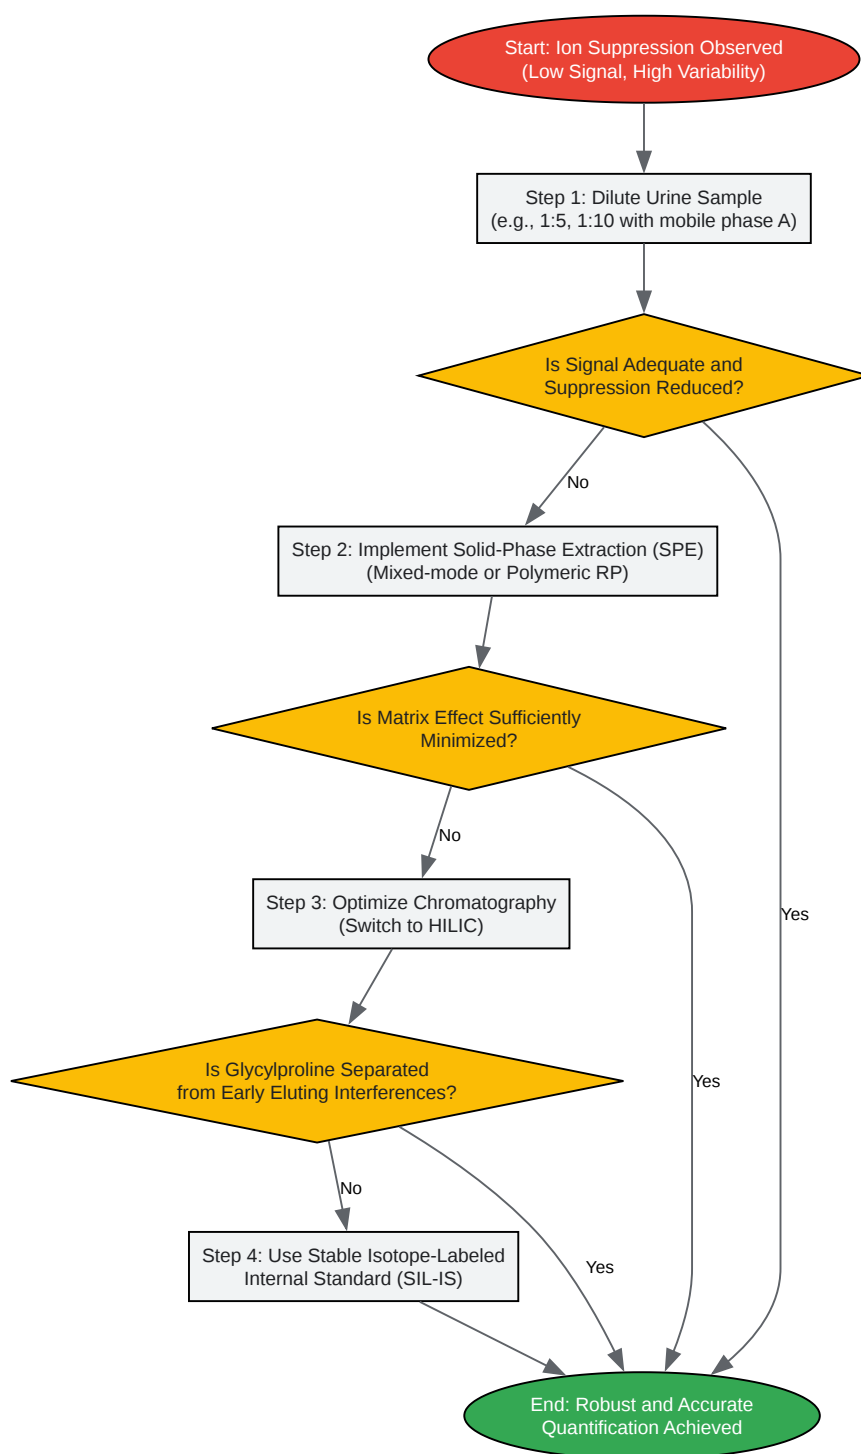 Start: Ion Suppression Observed
(Low Signal, High Variability)
Step 1: Dilute Urine Sample
(e.g., 1:5, 1:10 with mobile phase A)
Is Signal Adequate and
Suppression Reduced?
No
Step 2: Implement Solid-Phase Extraction (SPE)
(Mixed-mode or Polymeric RP)
Is Matrix Effect Sufficiently
Minimized?
No
Step 3: Optimize Chromatography
(Switch to HILIC)
Yes
Is Glycylproline Separated
from Early Eluting Interferences?
Yes
No
Step 4: Use Stable Isotope-Labeled
Internal Standard (SIL-IS)
Yes
End: Robust and Accurate
Quantification Achieved